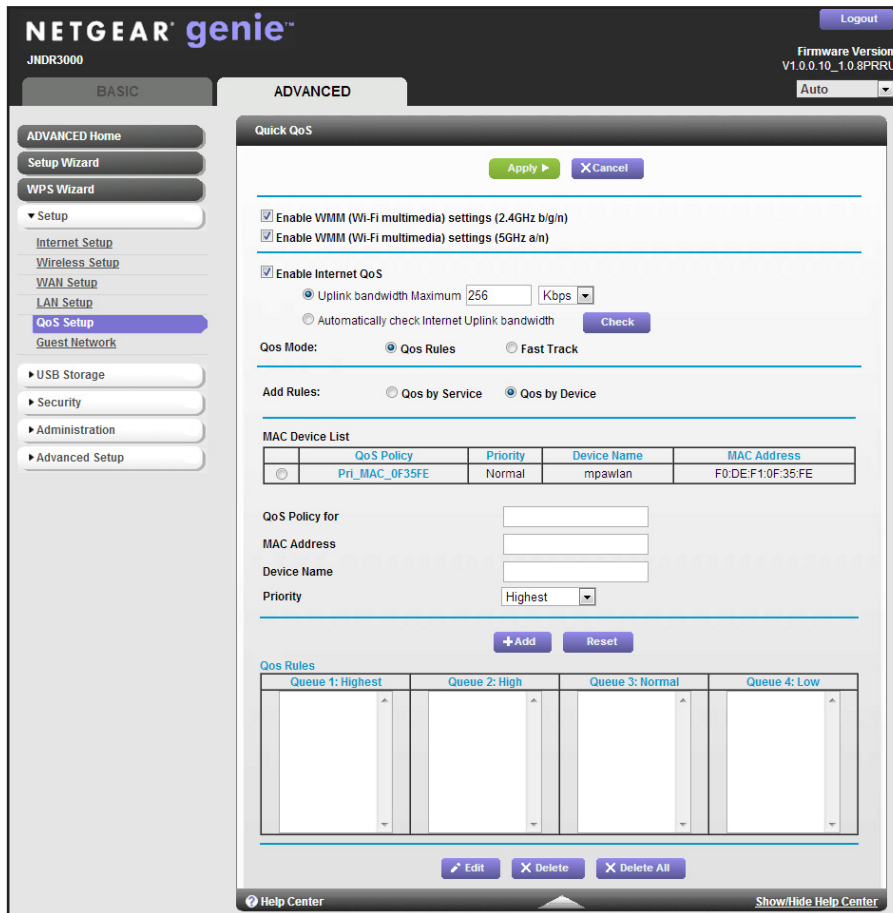 NETGEAR® genie™
Logout
JNDR3000
Firmware Version
V1.0.0.10_1.0.8PRRU
BASIC
ADVANCED
Auto
ADVANCED Home
Setup Wizard
WPS Wizard
Setup
Internet Setup
Wireless Setup
WAN Setup
LAN Setup
QoS Setup
Guest Network
USB Storage
Security
Administration
Advanced Setup
Quick QoS
Apply
Cancel
Enable WMM (Wi-Fi multimedia) settings (2.4GHz b/g/n)
Enable WMM (Wi-Fi multimedia) settings (5GHz a/n)
Enable Internet QoS
Uplink bandwidth Maximum 256 Kbps
Automatically check Internet Uplink bandwidth Check
Qos Mode: Qos Rules Fast Track
Add Rules: Qos by Service Qos by Device
MAC Device List
QoS Policy Priority Device Name MAC Address
Pri_MAC_0F35FE Normal mpawlan F0:DE:F1:0F:35:FE
QoS Policy for
MAC Address
Device Name
Priority Highest
Add Reset
Qos Rules
Queue 1: Highest Queue 2: High Queue 3: Normal Queue 4: Low
Edit Delete Delete All
Help Center Show/Hide Help Center